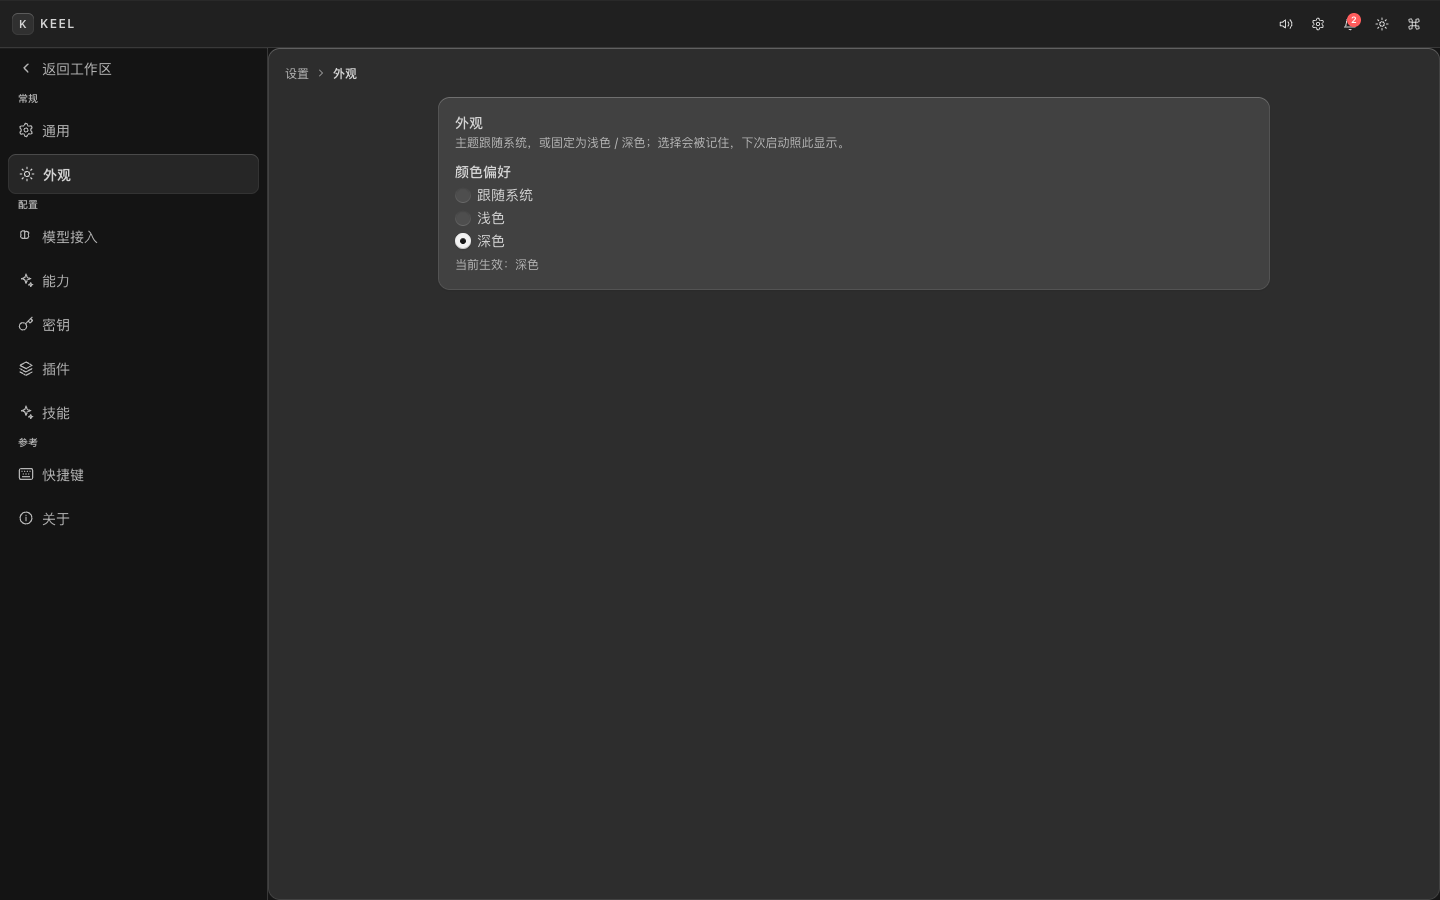 K KEEL
2
返回工作区
常规
通用
外观
配置
模型接入
能力
密钥
插件
技能
参考
快捷键
关于
设置 > 外观
外观
主题跟随系统，或固定为浅色 / 深色；选择会被记住，下次启动照此显示。
颜色偏好
跟随系统
浅色
深色
当前生效：深色